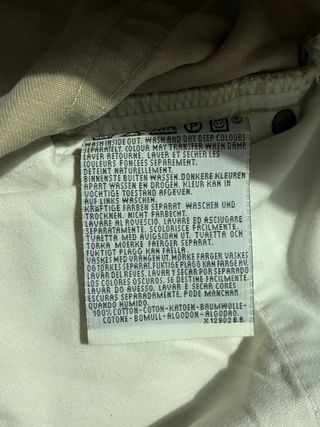 WASH INSIDE OUT. WASH AND DRY DEEP COLOURS
SEPARATELY. COLOUR MAY TRANSFER WHEN DAMP.
LAVER RETOURNE. LAVER ET SECHER LES
COULEURS FONCEES SEPAREMENT.
DETEINT NATURELLEMENT.
BINNENSTE BUITEN WASSEN. DONKERE KLEUREN
APART WASSEN EN DROGEN. KLEUR KAN IN
VOCHTIGE TOESTAND AFGEVEN.
AUF LINKS WASCHEN.
KRÄFTIGE FARBEN SEPARAT WASCHEN UND
TROCKNEN. NICHT FARBECHT.
LAVARE AL ROVESCIO. LAVARE ED ASCIUGARE
SEPARATAMENTE. SCOLORISCE FACILMENTE.
TVAETTA MED AVIGSIDAN UT. TVAETTA OCH
TORKA MOERKE FAERGER SEPARAT.
FUKTIGT PLAGG KAN FAELLA.
VASKES MED VRANGEN UT. MØRKE FARGER VASKES
OG TØRKES SEPARAT. FUKTIGE PLAGG KAN FARGE AV.
LAVAR DEL REVES. LAVAR Y SECAR POR SEPARADO
LOS COLORES OSCUROS. SE DESTIÑE FACILMENTE.
LAVAR DO AVESSO. LAVAR E SECAR CORES
ESCURAS SEPARADAMENTE. PODE MANCHAR
QUANDO HUMIDO.
100% COTTON-COTON-KATOEN-BAUMWOLLE-
COTONE-BOMULL-ALGODON-ALGODAO.
X12902 B.B.